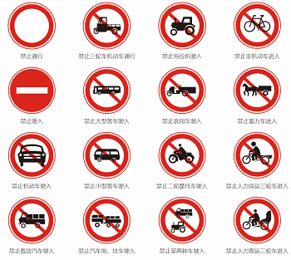 禁止通行
禁止三轮车机动车通行
禁止拖拉机驶入
禁止非机动车进入
禁止驶入
禁止大型客车驶入
禁止农用车驶入
禁止畜力车进入
禁止机动车驶入
禁止小型客车驶入
禁止二轮摩托车驶入
禁止人力货运三轮车进入
禁止载货汽车驶入
禁止汽车拖、挂车驶入
禁止某两种车驶入
禁止人力客运三轮车进入